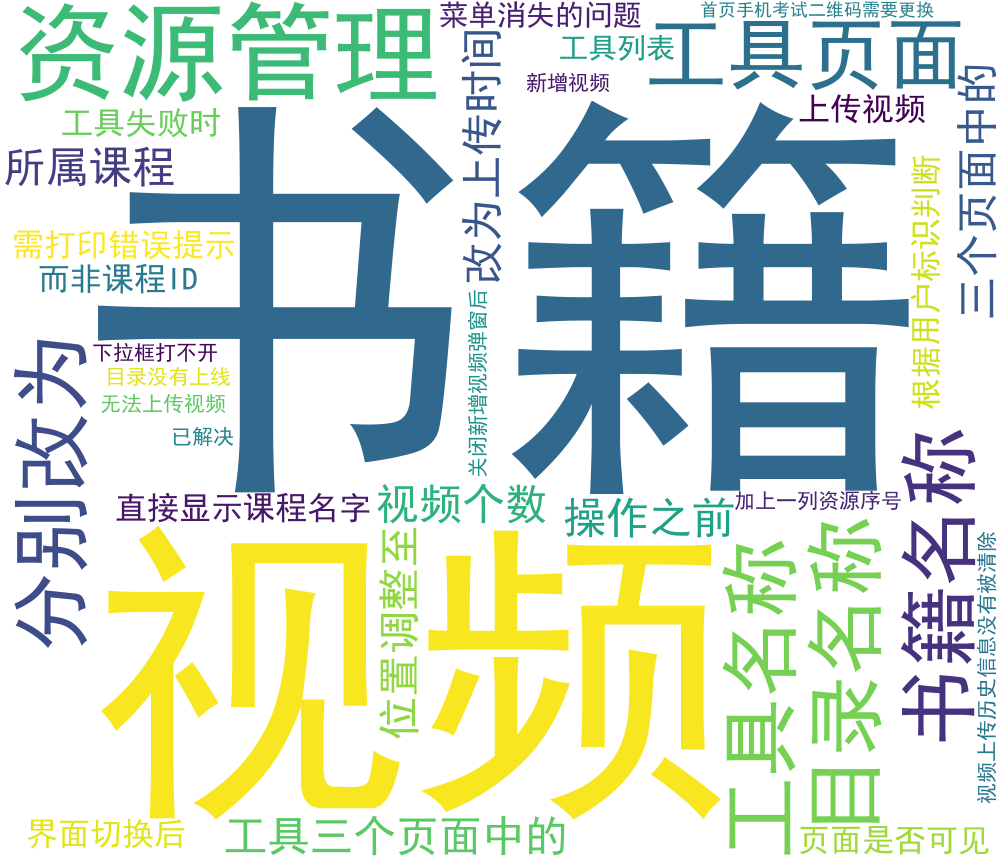 资源管理
菜单消失的问题
首页手机考试二维码需要更换
工具列表
工具页面
新增视频
上传视频
工具失败时
所属课程
书籍
改为上传时间
三个页面中的
根据用户标识判断
需打印错误提示
而非课程ID
下拉框打不开
目录没有上线
无法上传视频
已解决
关闭新增视频弹窗后
分别改为
直接显示课程名字
视频个数
操作之前
加上一列资源序号
书籍名称
视频
位置调整至
工具名称
目录名称
视频上传历史信息没有被清除
界面切换后
工具三个页面中的
页面是否可见